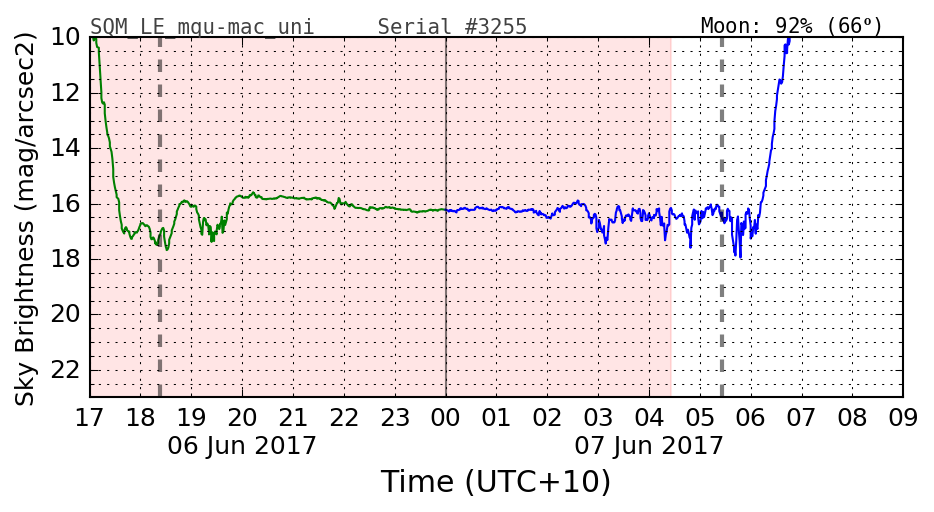 SQM_LE_mqu-mac_uni Serial #3255 Moon: 92% (66°)
Sky Brightness (mag/arcsec2)
10
12
14
16
18
20
22
17 18 19 20 21 22 23 00 01 02 03 04 05 06 07 08 09
06 Jun 2017 07 Jun 2017
Time (UTC+10)